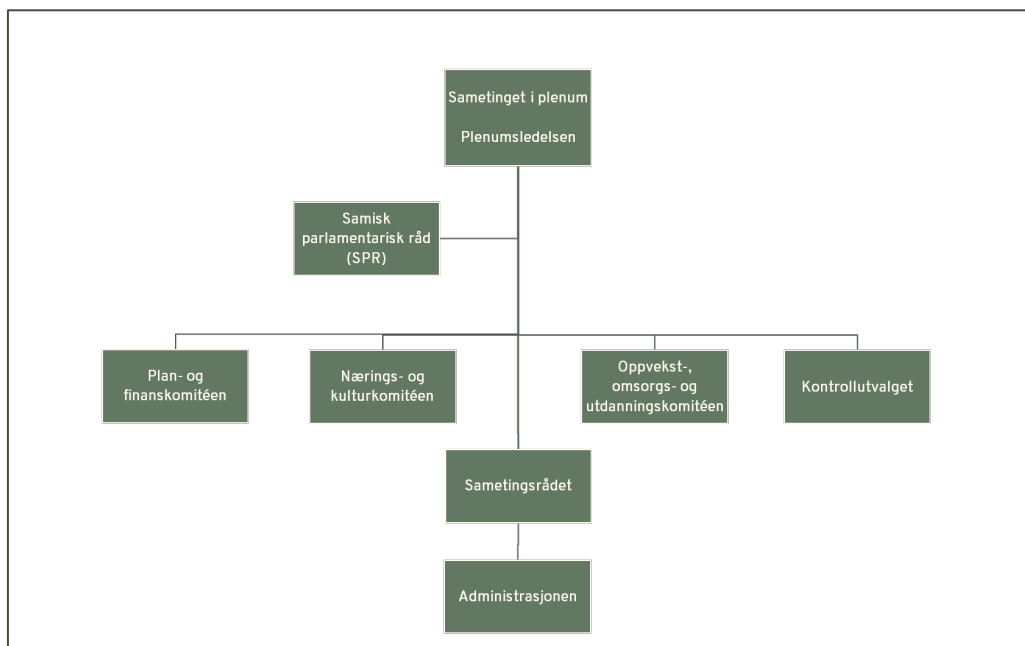 Sametinget i plenum
Plenumsledelsen
Samisk
parlamentarisk råd
(SPR)
Plan- og
finanskomitéen
Nærings- og
kulturkomitéen
Oppvekst-,
omsorgs- og
utdanningskomitéen
Kontrollutvalget
Sametingsrådet
Administrasjonen